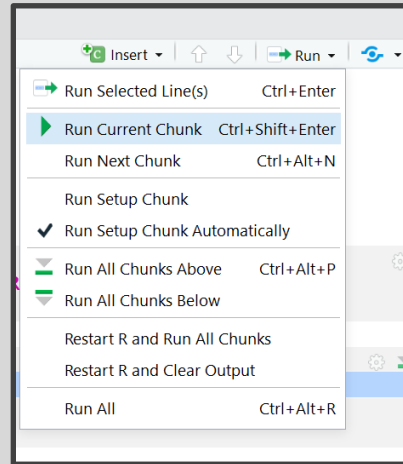 Insert Run
Run Selected Line(s) Ctrl+Enter
Run Current Chunk Ctrl+Shift+Enter
Run Next Chunk Ctrl+Alt+N
Run Setup Chunk
Run Setup Chunk Automatically
Run All Chunks Above Ctrl+Alt+P
Run All Chunks Below
Restart R and Run All Chunks
Restart R and Clear Output
Run All Ctrl+Alt+R